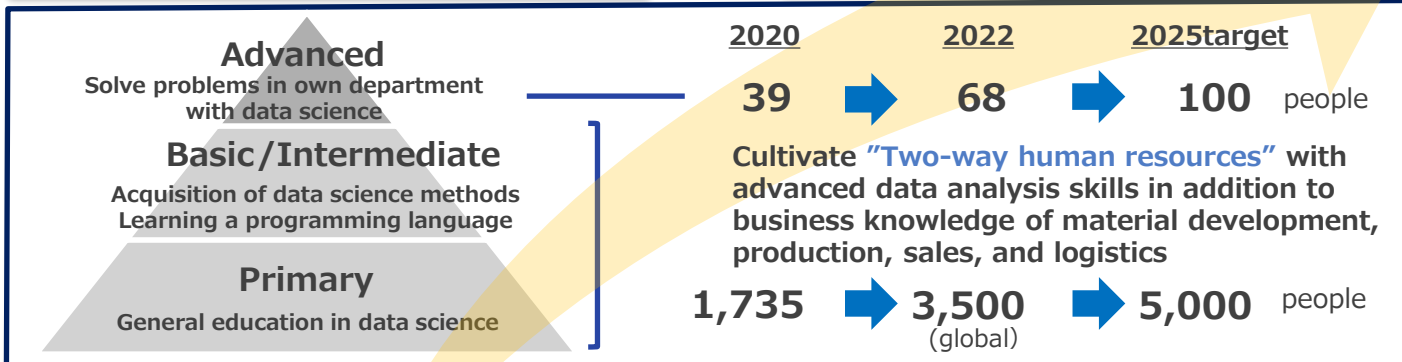 Advanced
Solve problems in own department
with data science
Basic/Intermediate
Acquisition of data science methods
Learning a programming language
Primary
General education in data science
2020 2022 2025target
39 68 100 people
Cultivate ”Two-way human resources” with
advanced data analysis skills in addition to
business knowledge of material development,
production, sales, and logistics
1,735 3,500 5,000 people
(global)